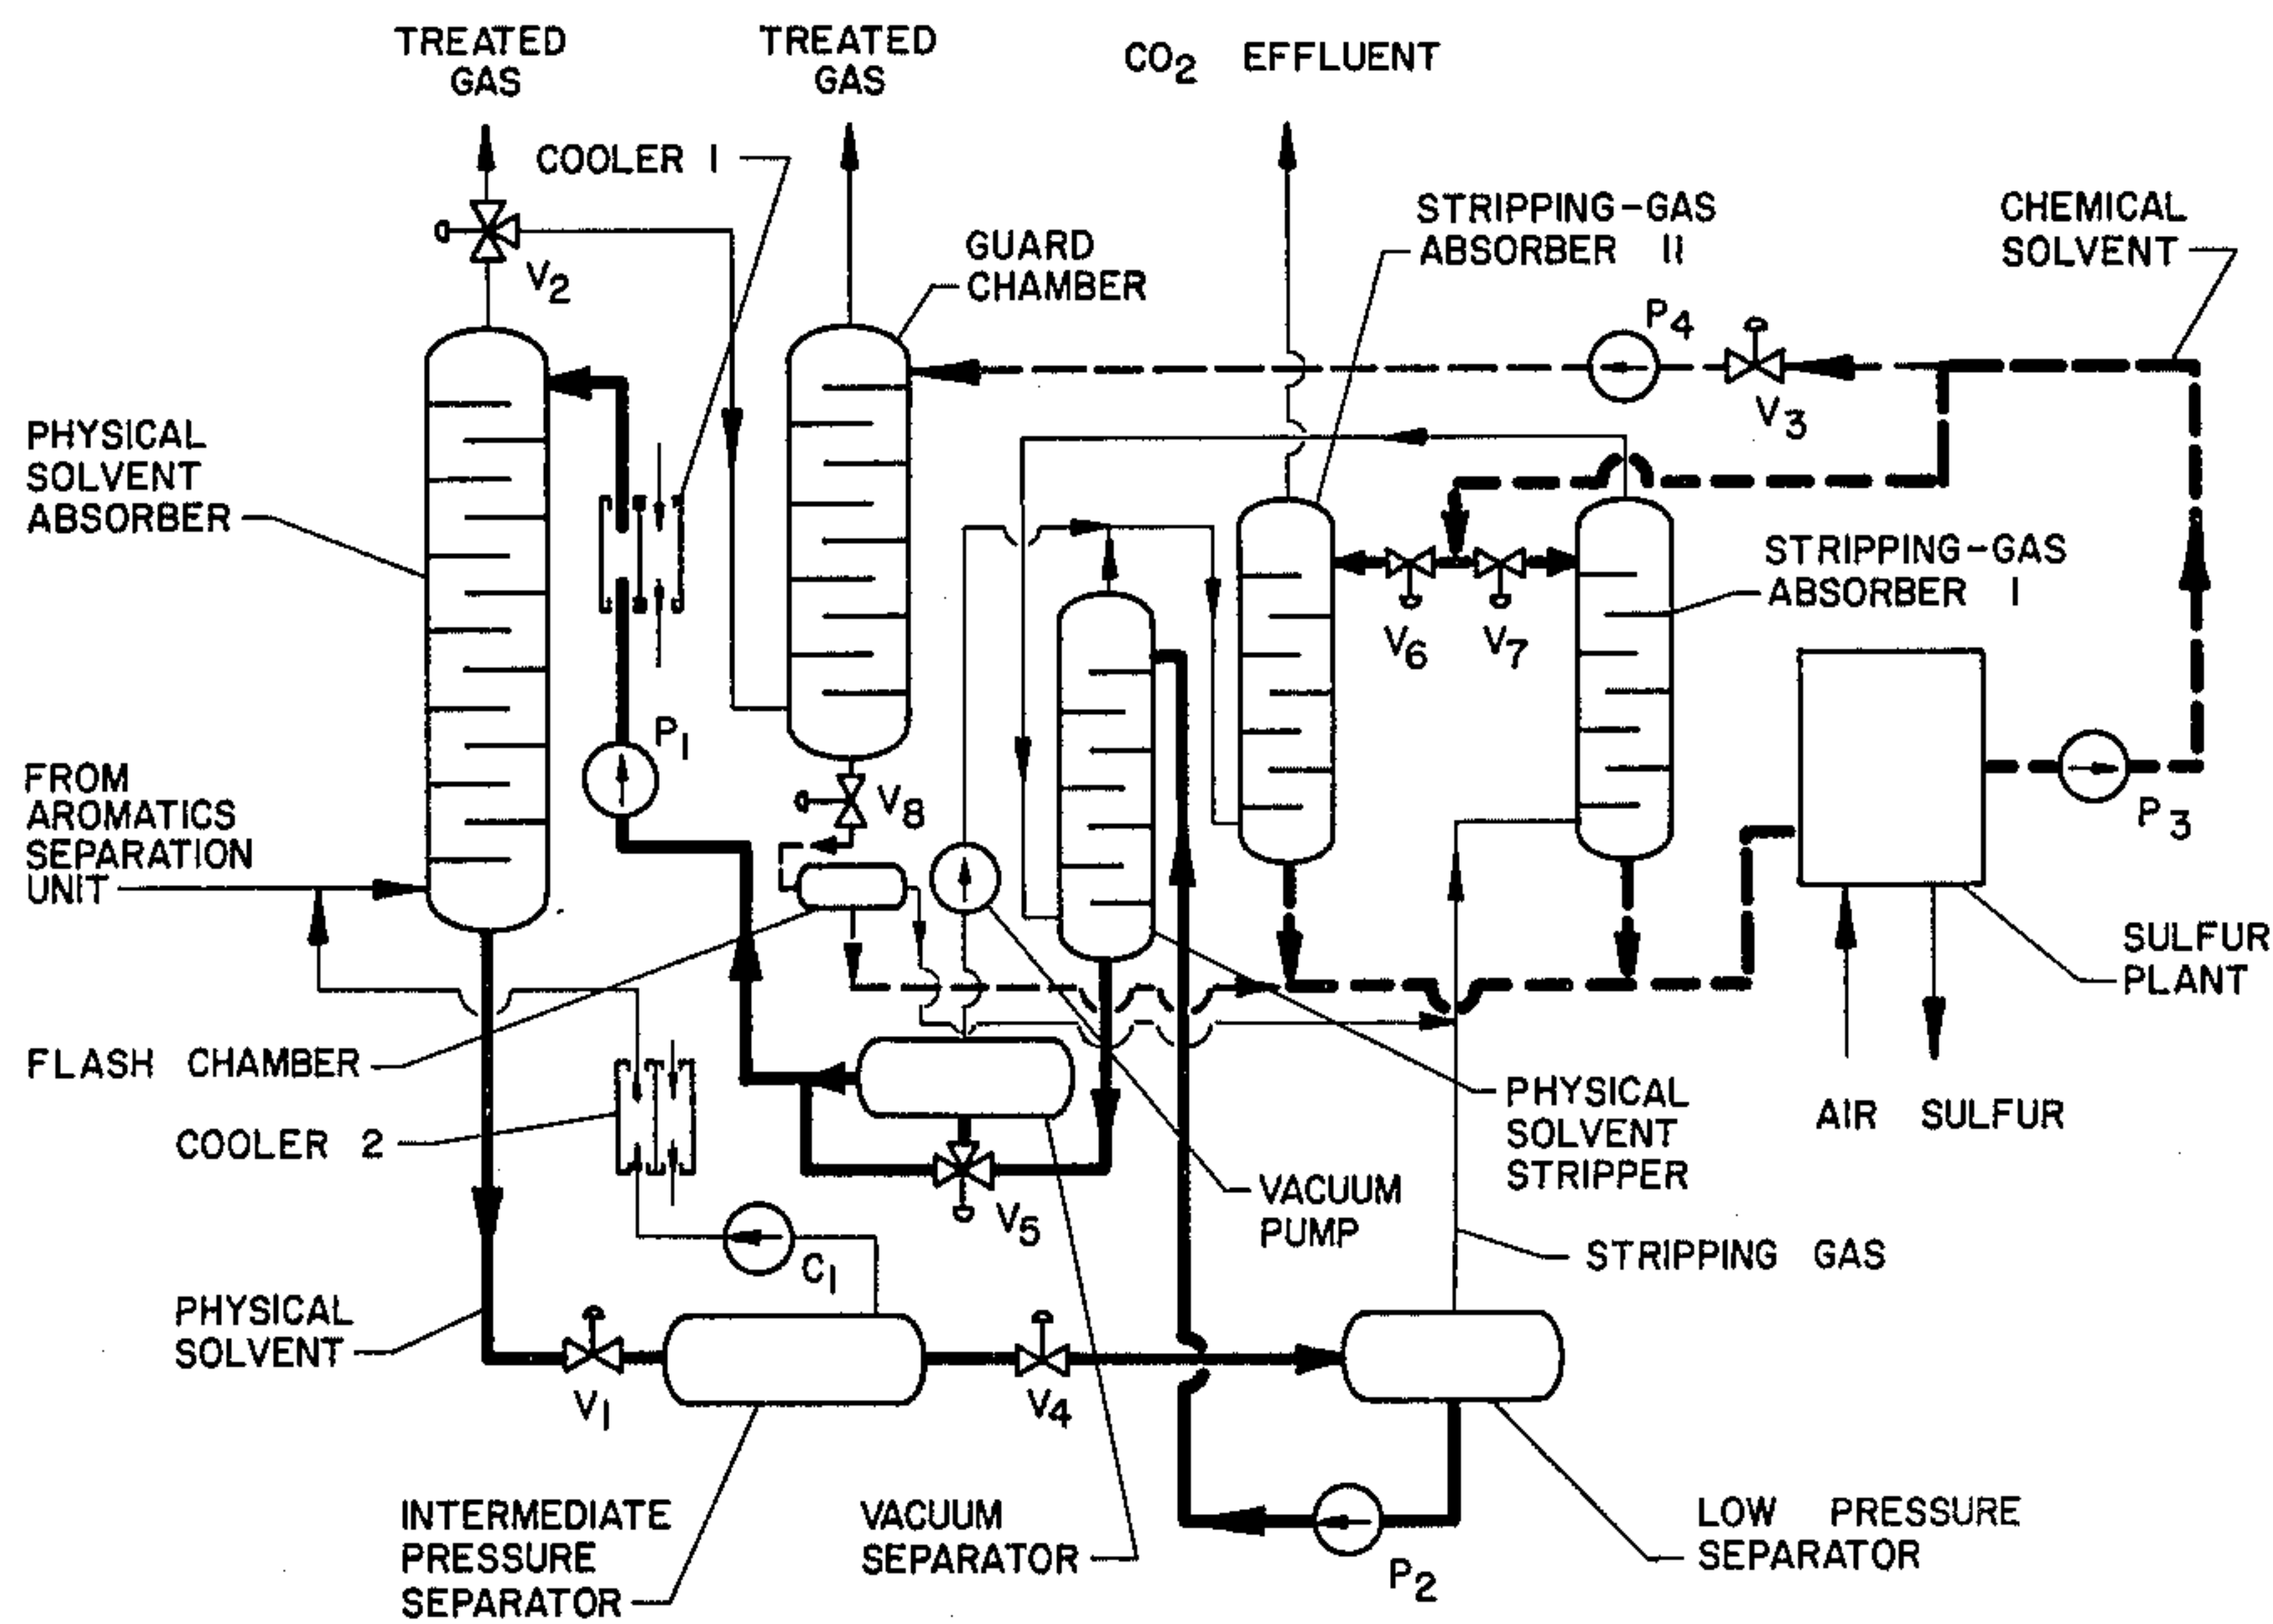 TREATED
GAS
TREATED
GAS
CO2 EFFLUENT
COOLER 1
V2
GUARD
CHAMBER
STRIPPING-GAS
ABSORBER II
CHEMICAL
SOLVENT
P4
V3
PHYSICAL
SOLVENT
ABSORBER
STRIPPING-GAS
ABSORBER I
V6
V7
P1
FROM
AROMATICS
SEPARATION
UNIT
V8
P3
SULFUR
PLANT
FLASH CHAMBER
COOLER 2
PHYSICAL
SOLVENT
STRIPPER
AIR
SULFUR
VACUUM
PUMP
V5
C1
STRIPPING GAS
PHYSICAL
SOLVENT
V1
V4
INTERMEDIATE
PRESSURE
SEPARATOR
VACUUM
SEPARATOR
P2
LOW PRESSURE
SEPARATOR